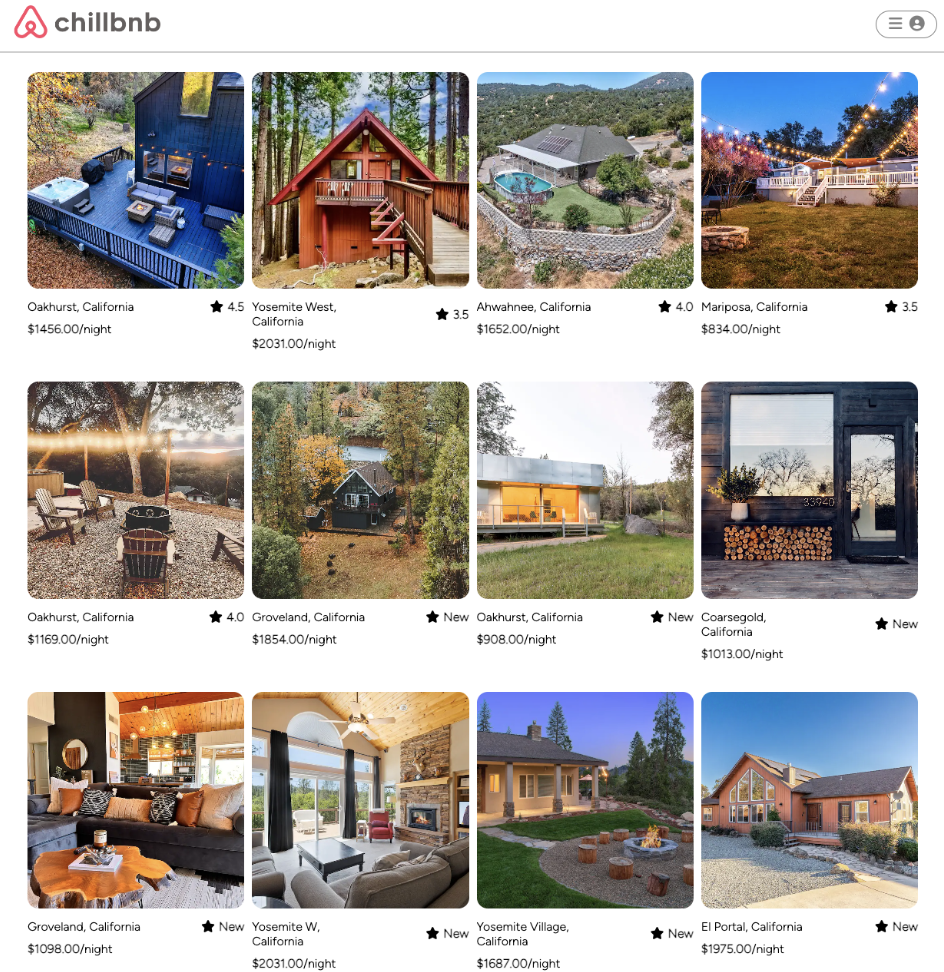 chillbnb
Oakhurst, California ★ 4.5
$1456.00/night
Yosemite West,
California
★ 3.5
$2031.00/night
Ahwahnee, California ★ 4.0
$1652.00/night
Mariposa, California ★ 3.5
$834.00/night
33940
Oakhurst, California ★ 4.0
$1169.00/night
Groveland, California ★ New
$1854.00/night
Oakhurst, California ★ New
$908.00/night
Coarsegold,
California
★ New
$1013.00/night
Groveland, California ★ New
$1098.00/night
Yosemite W,
California
★ New
$2031.00/night
Yosemite Village,
California
★ New
$1687.00/night
El Portal, California ★ New
$1975.00/night